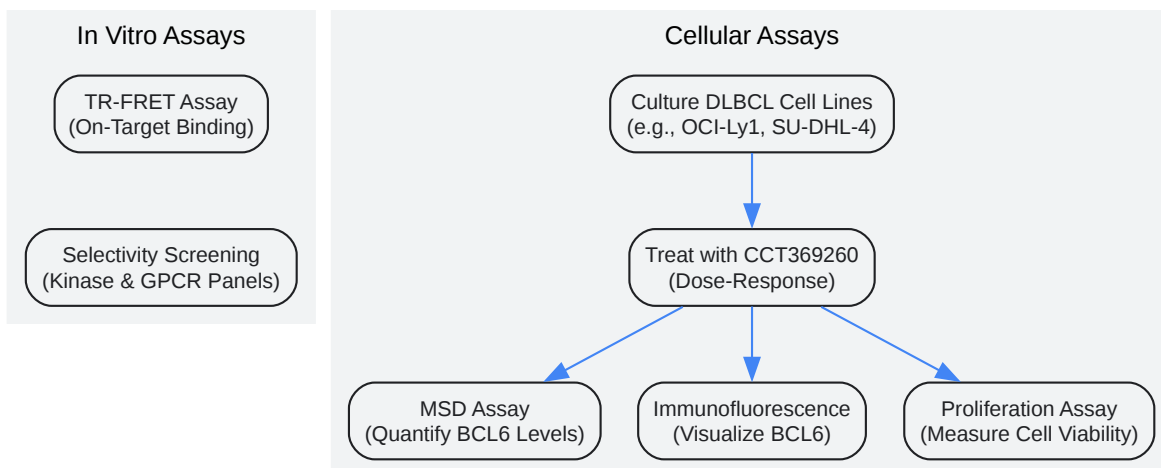 In Vitro Assays
TR-FRET Assay
(On-Target Binding)
Selectivity Screening
(Kinase & GPCR Panels)
Cellular Assays
Culture DLBCL Cell Lines
(e.g., OCI-Ly1, SU-DHL-4)
Treat with CCT369260
(Dose-Response)
MSD Assay
(Quantify BCL6 Levels)
Immunofluorescence
(Visualize BCL6)
Proliferation Assay
(Measure Cell Viability)